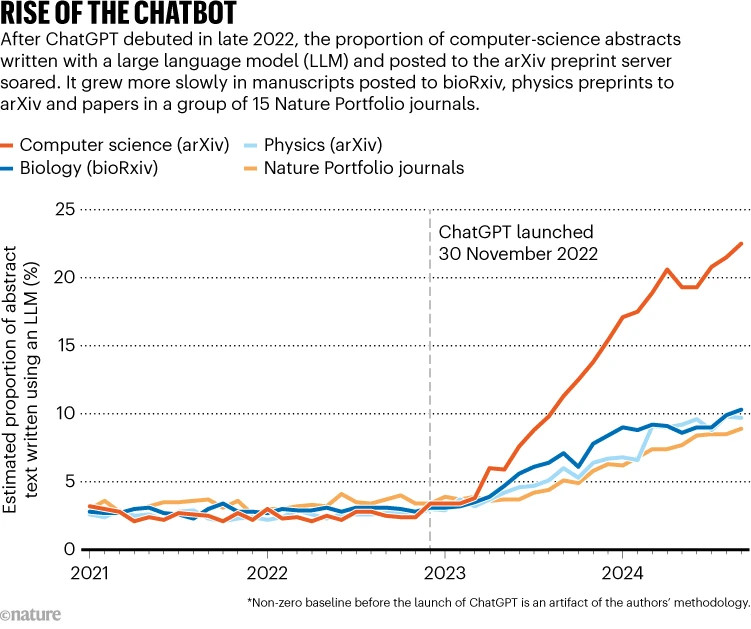 RISE OF THE CHATBOT
After ChatGPT debuted in late 2022, the proportion of computer-science abstracts
written with a large language model (LLM) and posted to the arXiv preprint server
soared. It grew more slowly in manuscripts posted to bioRxiv, physics preprints to
arXiv and papers in a group of 15 Nature Portfolio journals.
Computer science (arXiv) Physics (arXiv)
Biology (bioRxiv) Nature Portfolio journals
Estimated proportion of abstract
text written using an LLM (%)
25
20
15
10
5
0
ChatGPT launched
30 November 2022
2021 2022 2023 2024
*Non-zero baseline before the launch of ChatGPT is an artifact of the authors’ methodology.
©nature